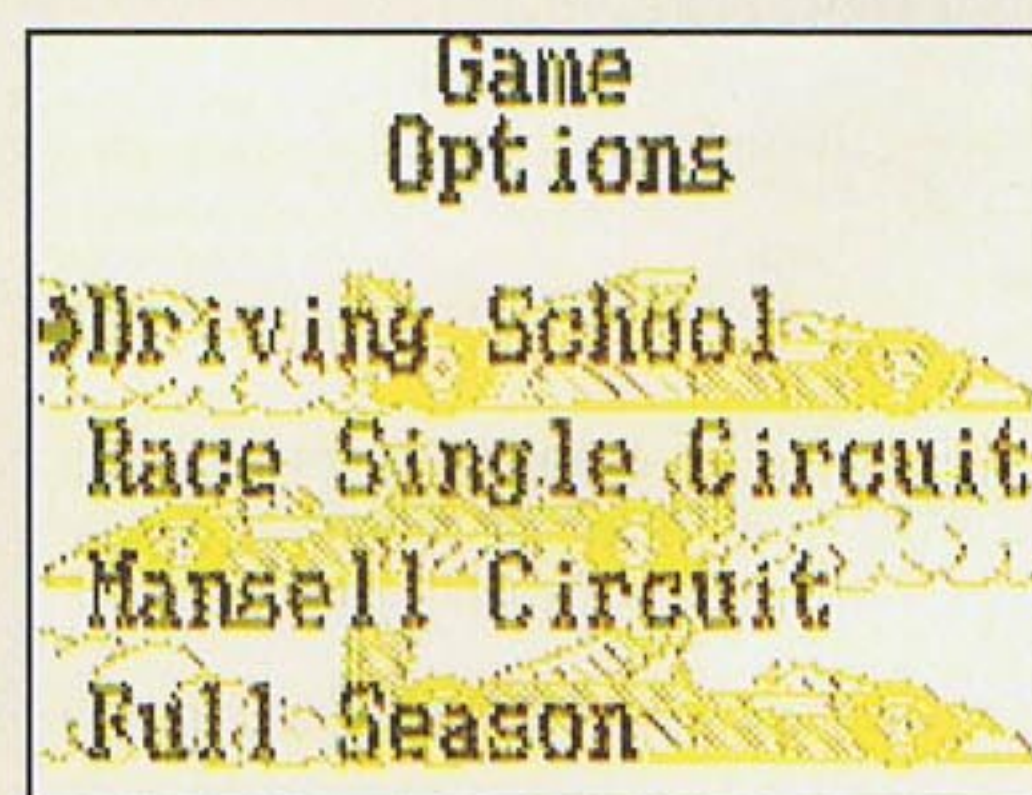 Game
Options
Driving School
Race Single Circuit
Mansell Circuit
Full Season